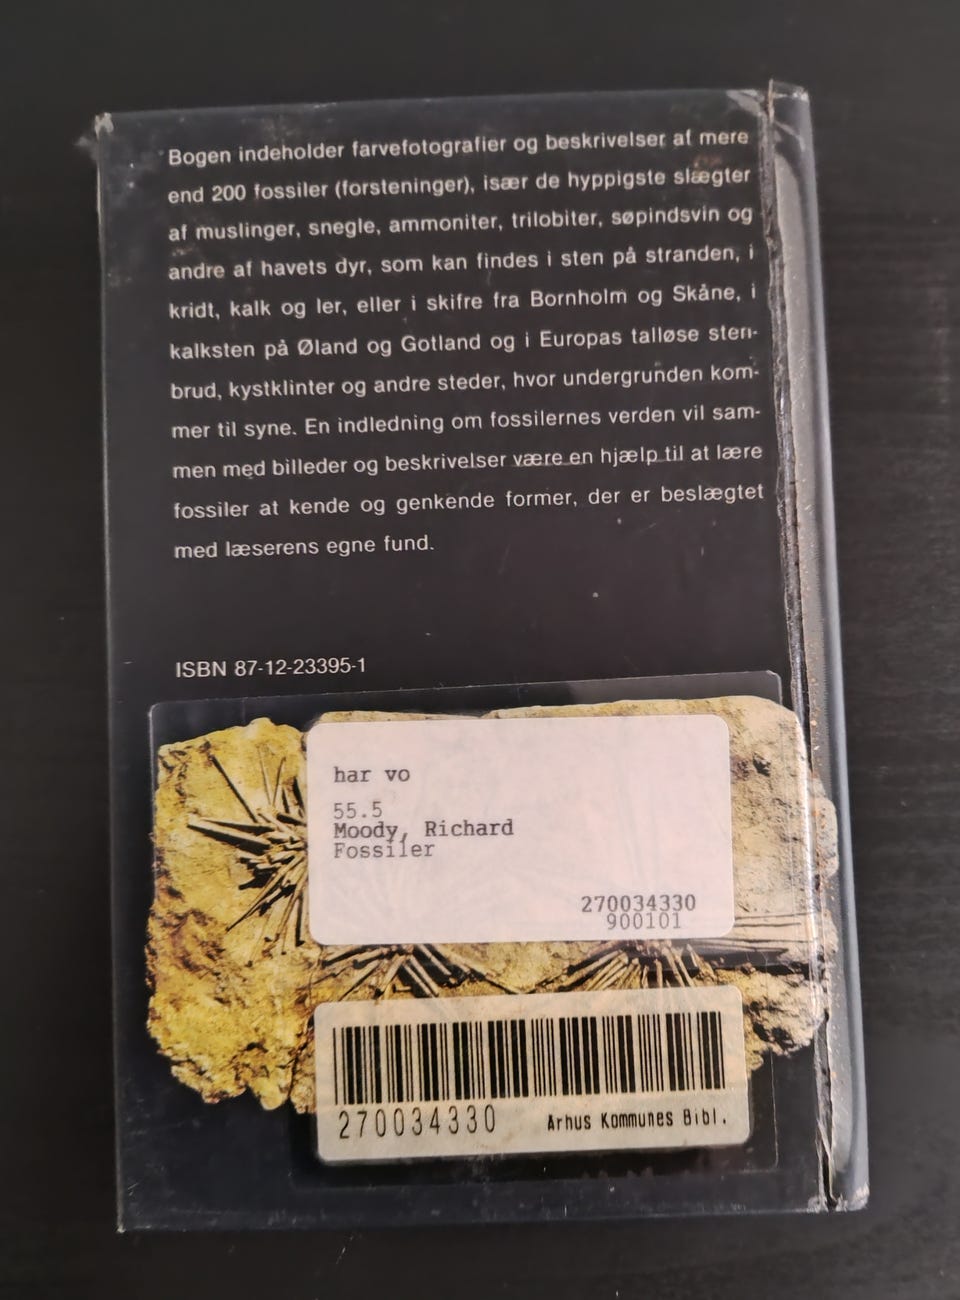 Bogen indeholder farvefotografier og beskrivelser af mere
end 200 fossiler (forsteninger), især de hyppigste slægter
af muslinger, snegle, ammoniter, trilobiter, søpindsvin og
andre af havets dyr, som kan findes i sten på stranden, i
kridt, kalk og ler, eller i skifre fra Bornholm og Skåne, i
kalksten på Øland og Gotland og i Europas talløse sten-
brud, kystklinter og andre steder, hvor undergrunden kom-
mer til syne. En indledning om fossilernes verden vil sam-
men med billeder og beskrivelser være en hjælp til at lære
fossiler at kende og genkende former, der er beslægtet
med læserens egne fund.
ISBN 87-12-23395-1
har vo
55.5
Moody, Richard
Fossiler
270034330
900101
270034330 Århus Kommunes Bibl.